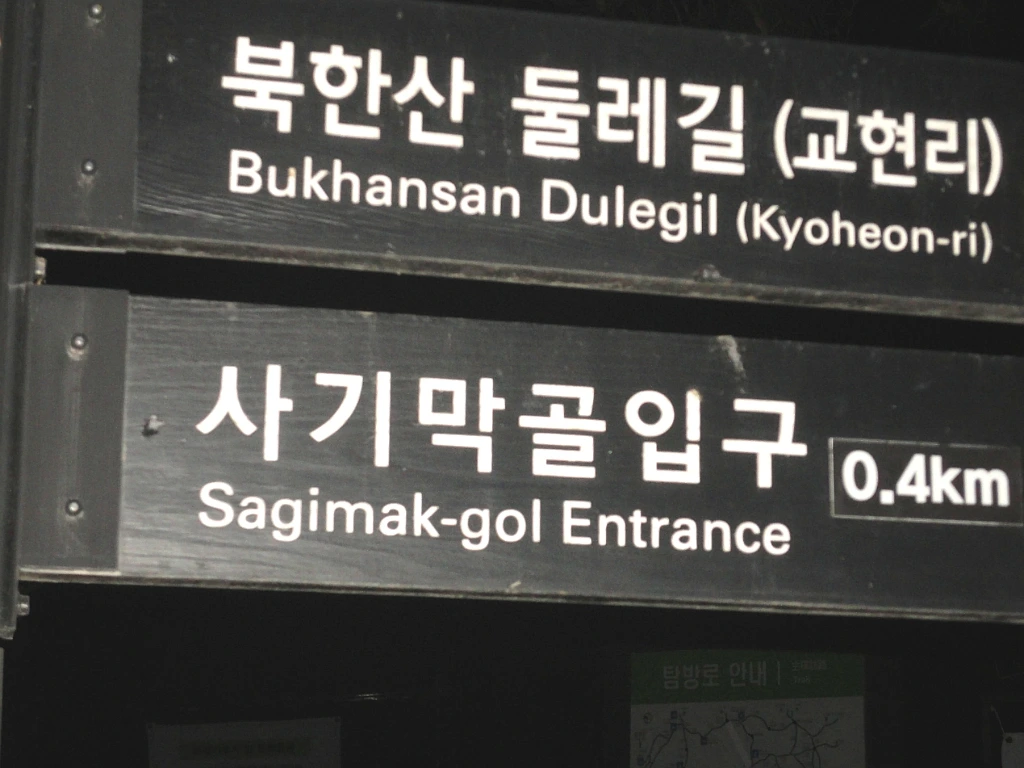 북한산 둘레길 (교현리)
Bukhansan Dulegil (Kyoheon-ri)
사기막골입구
0.4km
Sagimak-gol Entrance
탐방로 안내